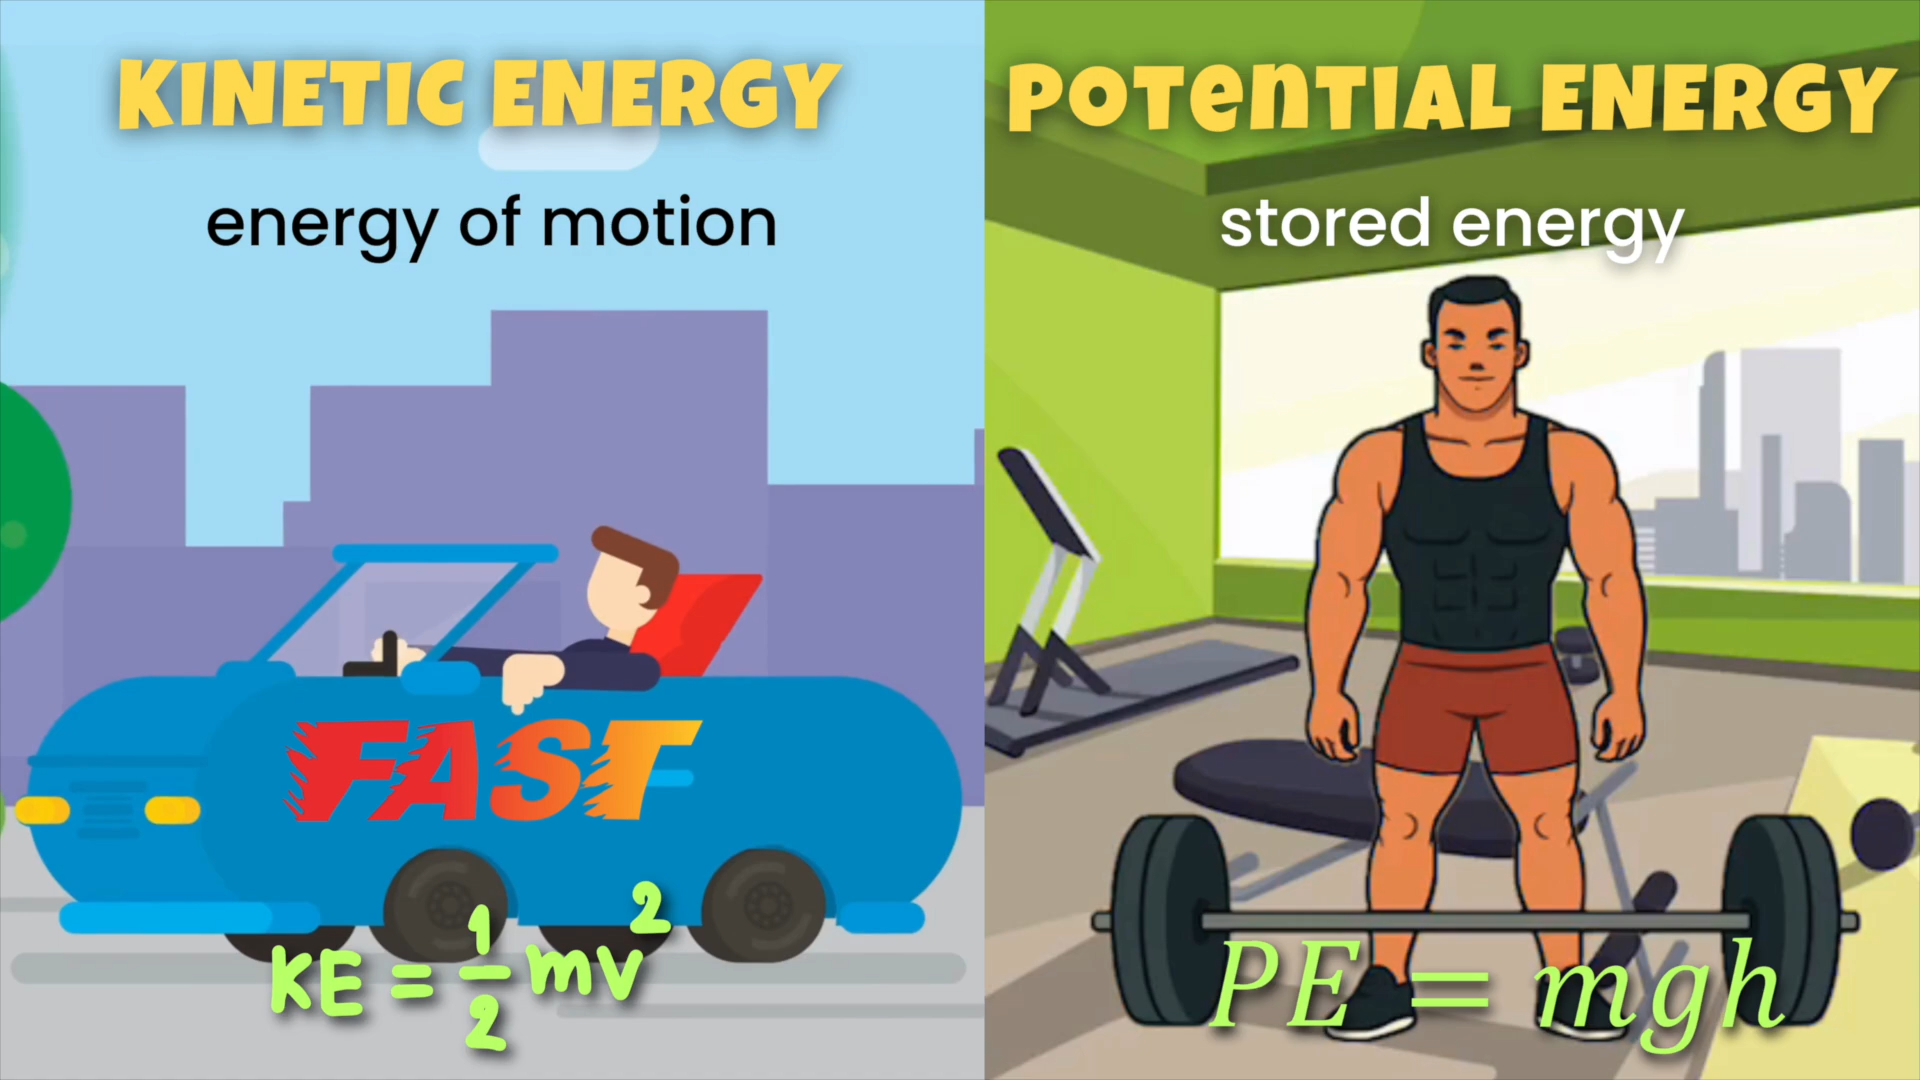 KINETIC ENERGY
energy of motion
FAST
KE = 1/2 mv²
POTENTIAL ENERGY
stored energy
PE = mgh